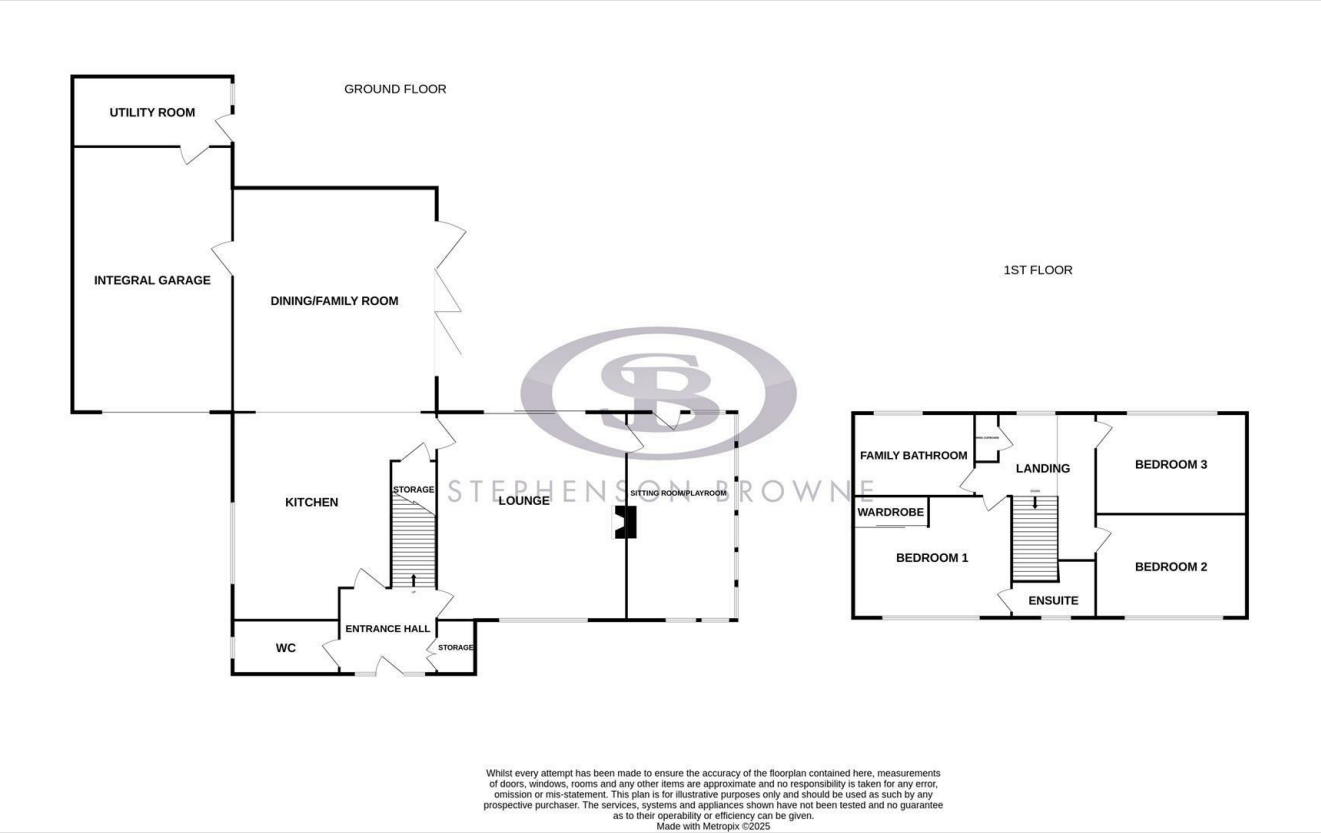 GROUND FLOOR
UTILITY ROOM
1ST FLOOR
INTEGRAL GARAGE
DINING/FAMILY ROOM
SB
STEPHENSON BROWNE
KITCHEN
STORAGE
LOUNGE
SITTING ROOM/PLAYROOM
UP
ENTRANCE HALL
WC
STORAGE
FAMILY BATHROOM
LANDING
BEDROOM 3
WARDROBE
BEDROOM 1
BEDROOM 2
ENSUITE
Whilst every attempt has been made to ensure the accuracy of the floorplan contained here, measurements
of doors, windows, rooms and any other items are approximate and no responsibility is taken for any error,
omission or mis-statement. This plan is for illustrative purposes only and should be used as such by any
prospective purchaser. The services, systems and appliances shown have not been tested and no guarantee
as to their operability or efficiency can be given.
Made with Metropix ©2025